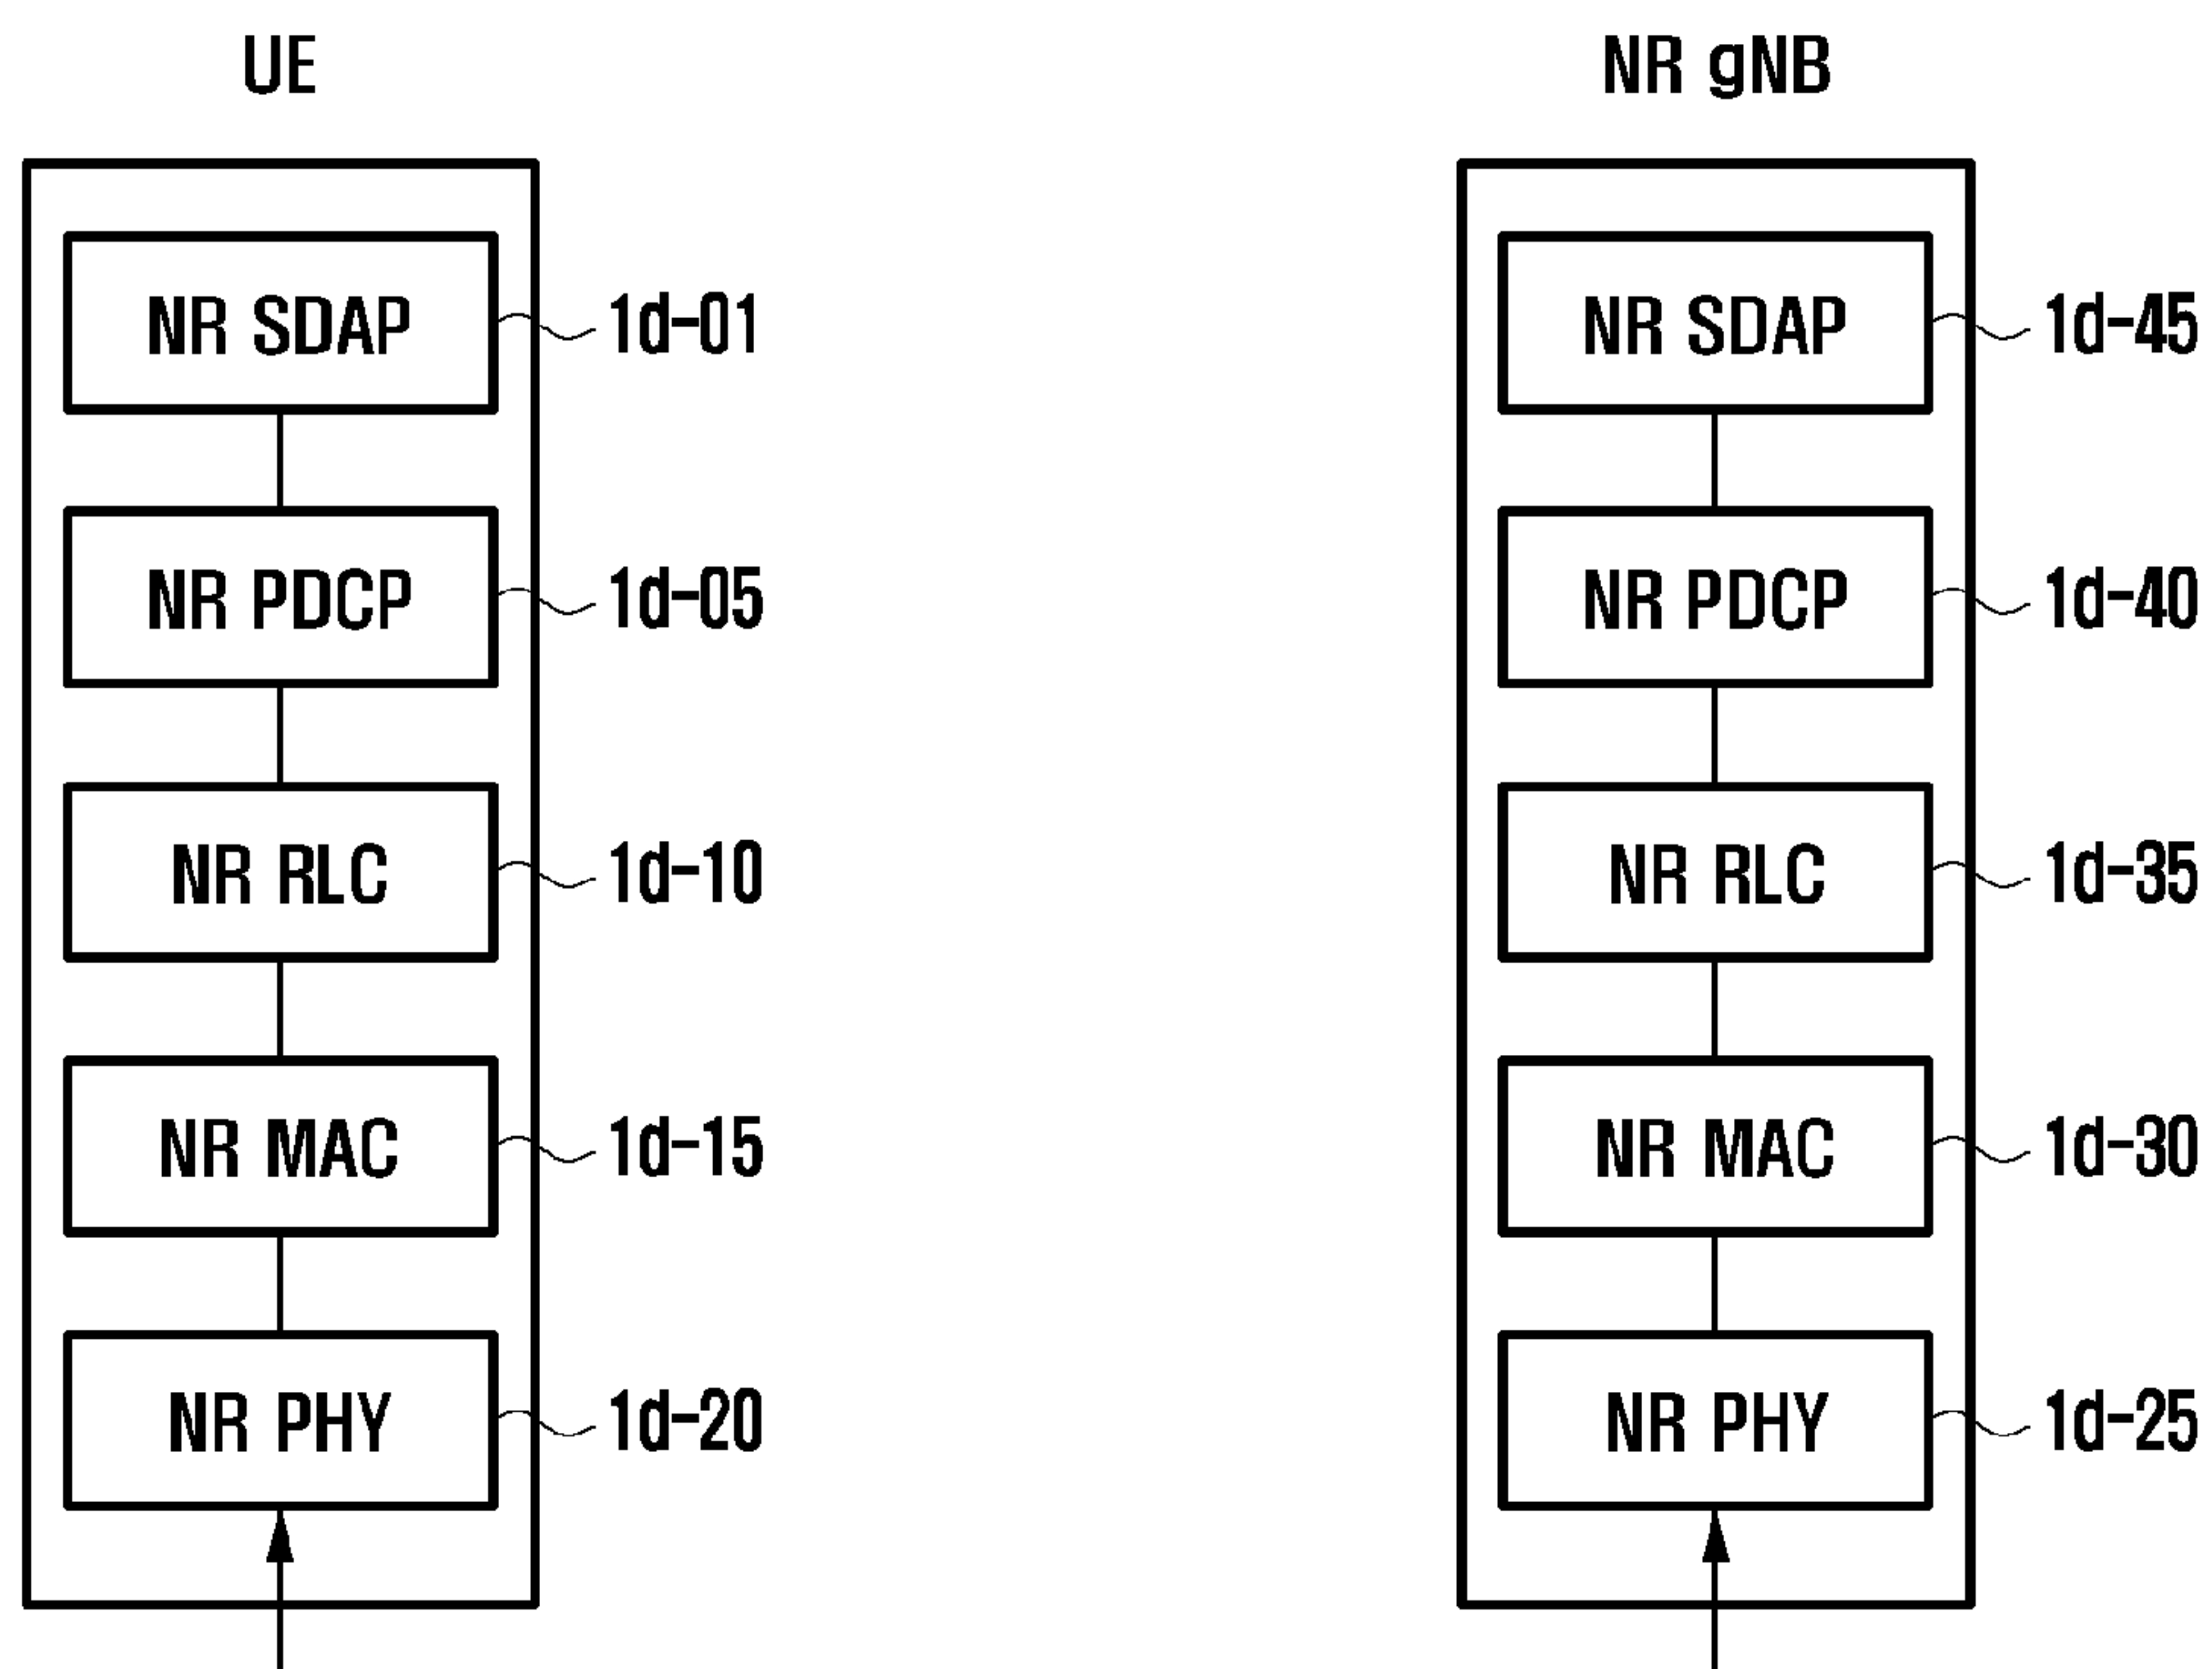 UE
NR gNB
NR SDAP 1d-01
NR SDAP 1d-45
NR PDCP 1d-05
NR PDCP 1d-40
NR RLC 1d-10
NR RLC 1d-35
NR MAC 1d-15
NR MAC 1d-30
NR PHY 1d-20
NR PHY 1d-25